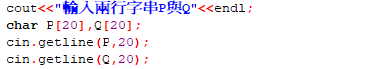 cout<<"輸入兩行字串P與Q"<<endl;
char P[20],Q[20];
cin.getline(P,20);
cin.getline(Q,20);